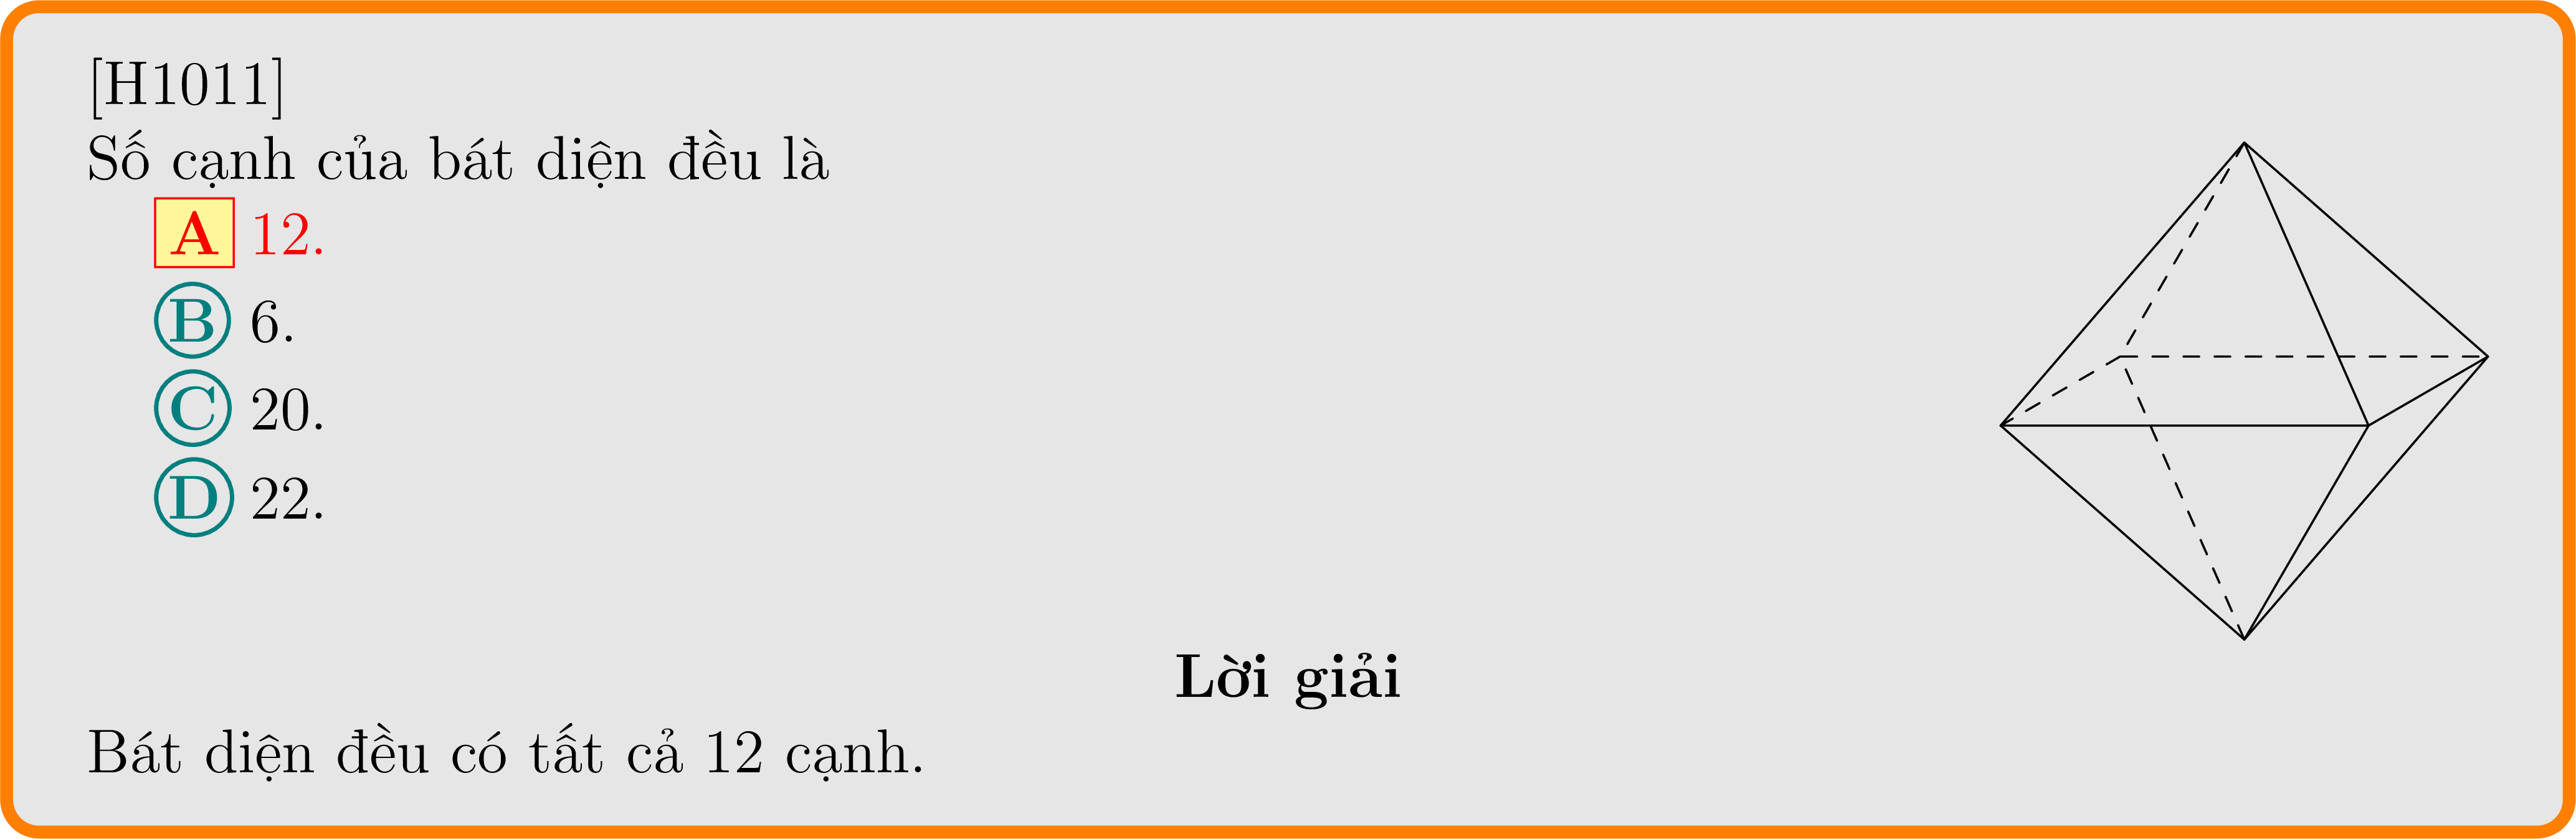 [H1011]
Số cạnh của bát diện đều là
A 12.
B 6.
C 20.
D 22.
Lời giải
Bát diện đều có tất cả 12 cạnh.